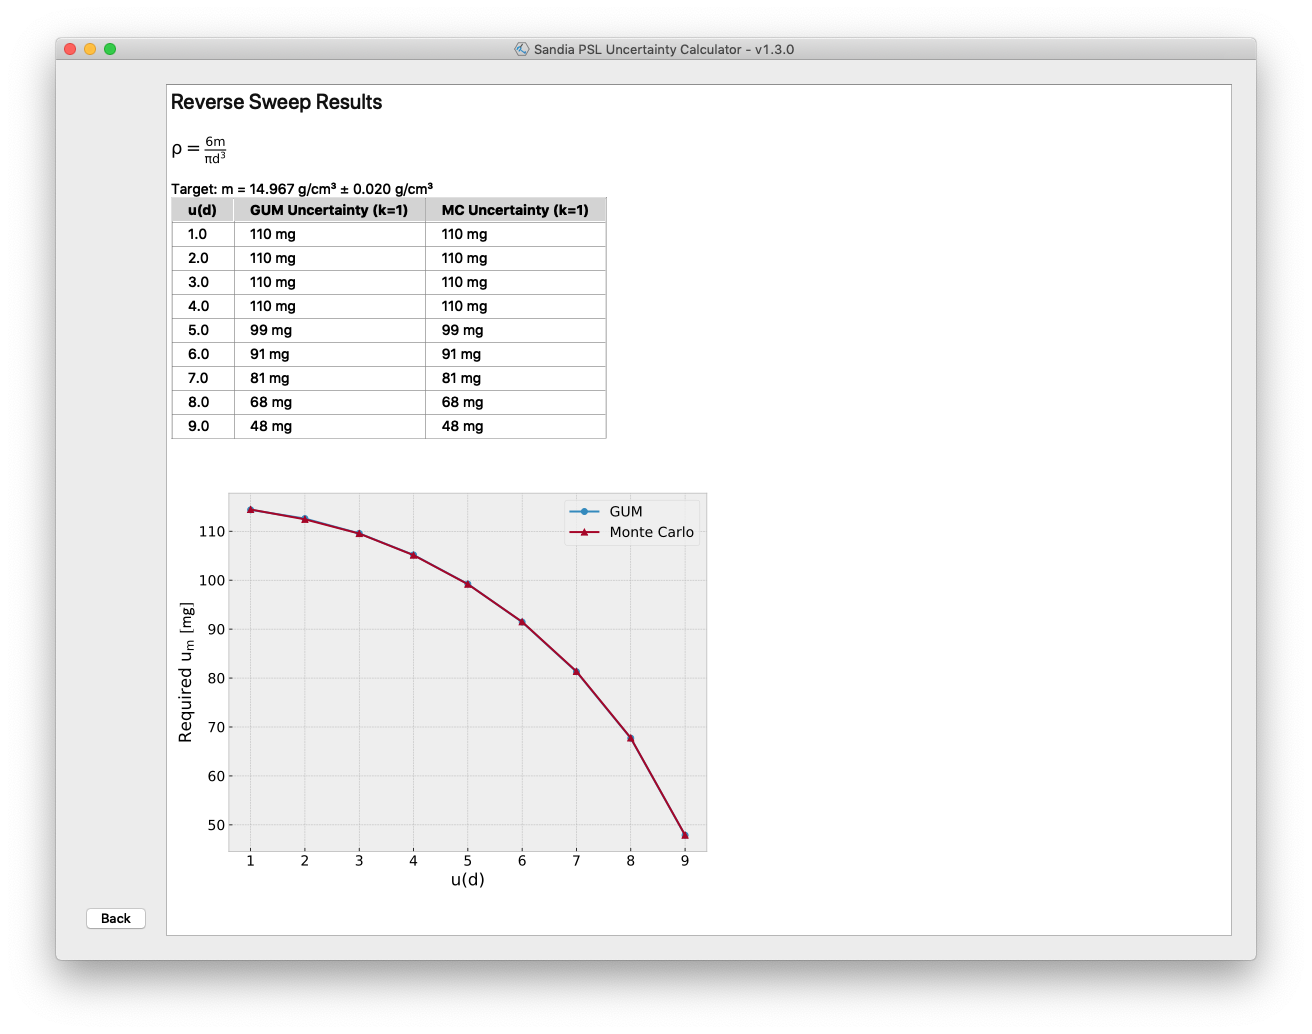 Sandia PSL Uncertainty Calculator - v1.3.0
Reverse Sweep Results
ρ = 6m/πd³
Target: m = 14.967 g/cm³ ± 0.020 g/cm³
u(d) GUM Uncertainty (k=1) MC Uncertainty (k=1)
1.0 110 mg 110 mg
2.0 110 mg 110 mg
3.0 110 mg 110 mg
4.0 110 mg 110 mg
5.0 99 mg 99 mg
6.0 91 mg 91 mg
7.0 81 mg 81 mg
8.0 68 mg 68 mg
9.0 48 mg 48 mg
GUM
Monte Carlo
110
100
90
80
70
60
50
Required uₘ [mg]
1 2 3 4 5 6 7 8 9
u(d)
Back